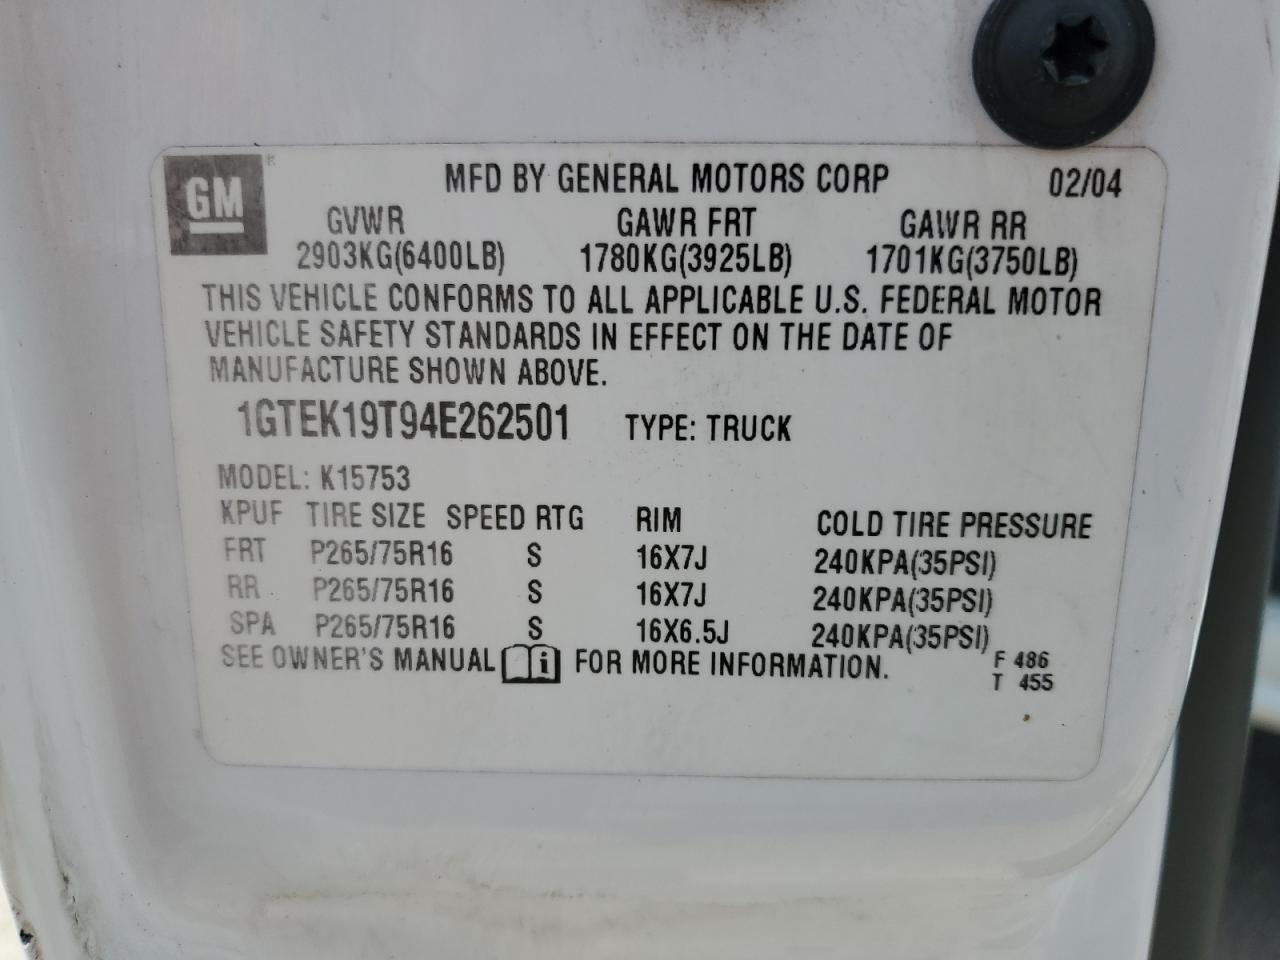 GM ®
MFD BY GENERAL MOTORS CORP 02/04
GVWR GAWR FRT GAWR RR
2903KG(6400LB) 1780KG(3925LB) 1701KG(3750LB)
THIS VEHICLE CONFORMS TO ALL APPLICABLE U.S. FEDERAL MOTOR
VEHICLE SAFETY STANDARDS IN EFFECT ON THE DATE OF
MANUFACTURE SHOWN ABOVE.
1GTEK19T94E262501 TYPE: TRUCK
MODEL: K15753
KPUF TIRE SIZE SPEED RTG RIM COLD TIRE PRESSURE
FRT P265/75R16 S 16X7J 240KPA(35PSI)
RR P265/75R16 S 16X7J 240KPA(35PSI)
SPA P265/75R16 S 16X6.5J 240KPA(35PSI)
SEE OWNER'S MANUAL i FOR MORE INFORMATION.
F 486
T 455